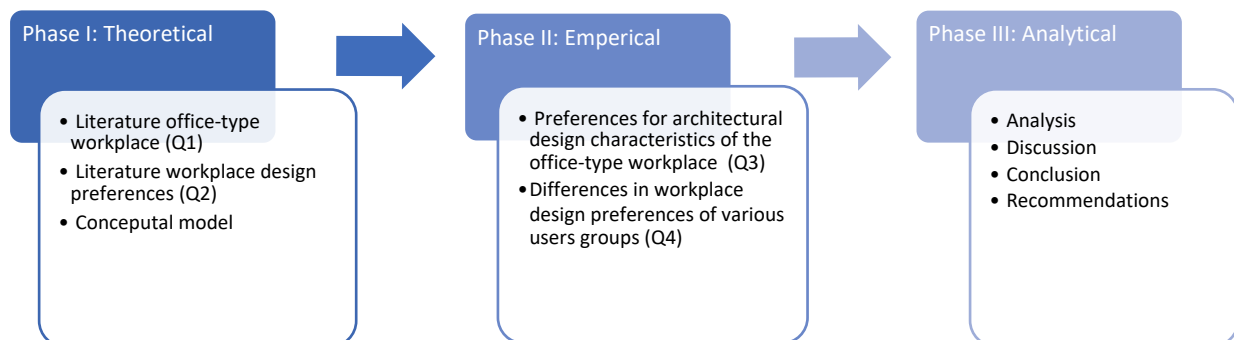 Phase I: Theoretical
• Literature office-type
workplace (Q1)
• Literature workplace design
preferences (Q2)
• Conceputal model
Phase II: Emperical
• Preferences for architectural
design characteristics of the
office-type workplace (Q3)
•Differences in workplace
design preferences of various
users groups (Q4)
Phase III: Analytical
• Analysis
• Discussion
• Conclusion
• Recommendations